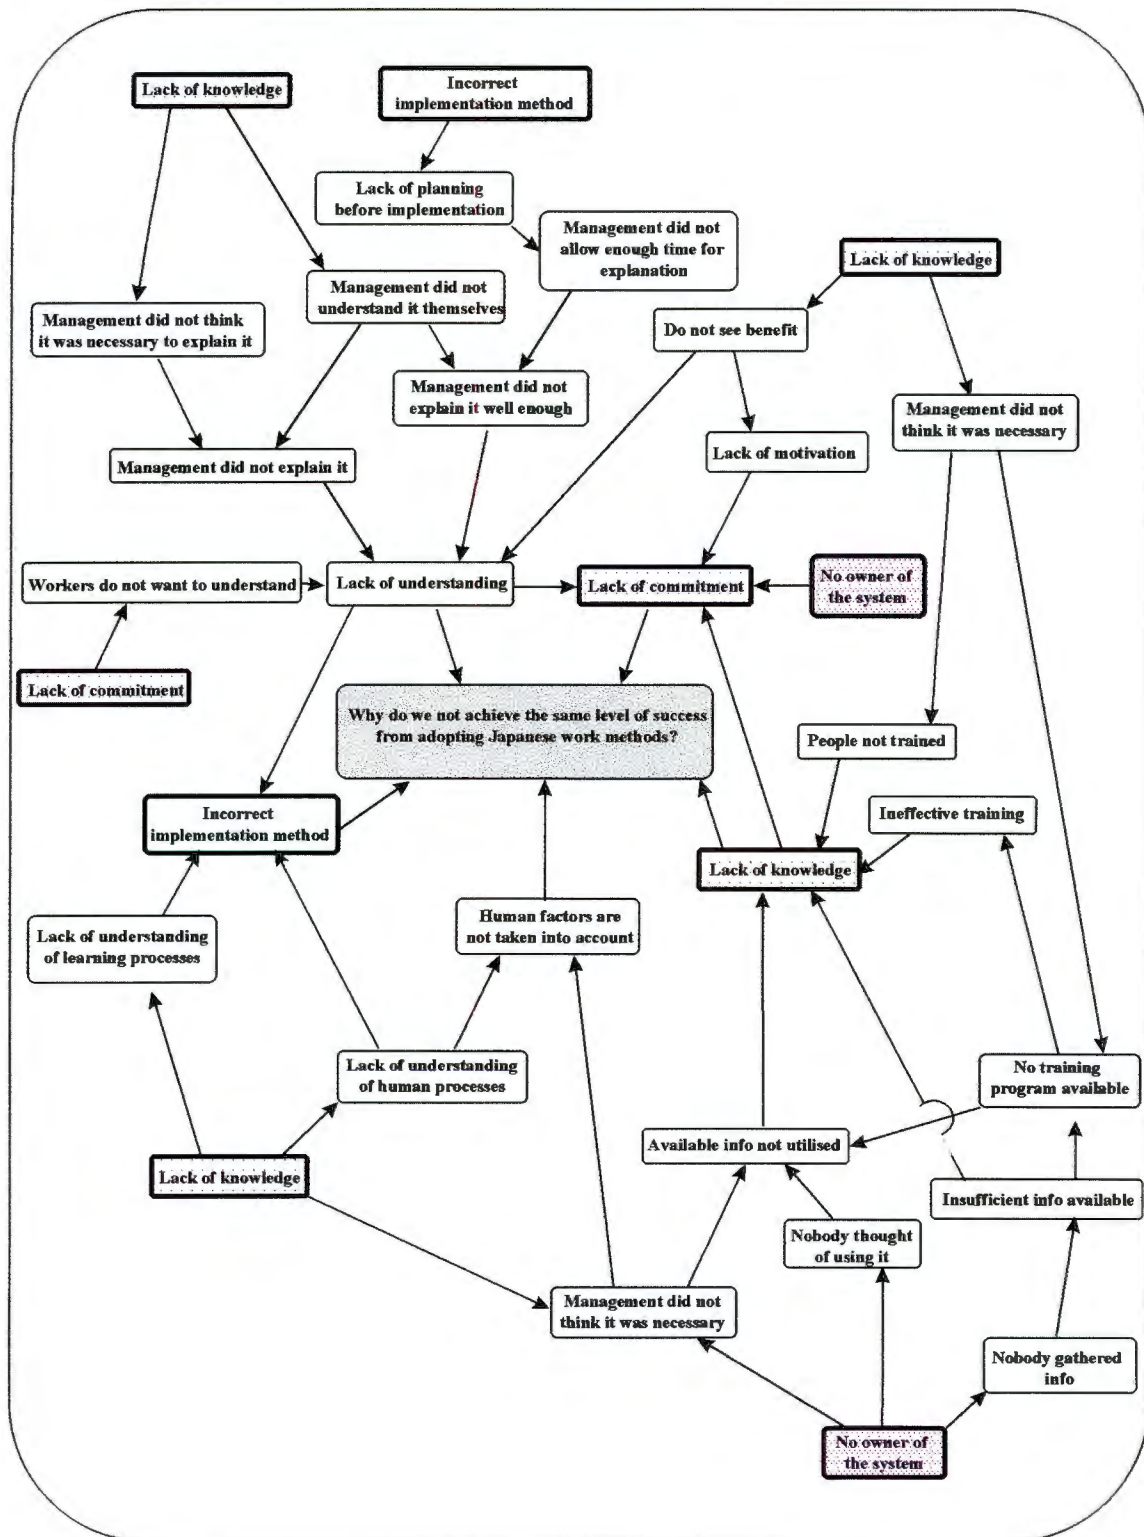 Lack of knowledge
Incorrect
implementation method
Lack of planning
before implementation
Management did not
allow enough time for
explanation
Lack of knowledge
Management did not
understand it themselves
Management did not think
it was necessary to explain it
Do not see benefit
Management did not
explain it well enough
Management did not
think it was necessary
Management did not explain it
Lack of motivation
Workers do not want to understand
Lack of understanding
Lack of commitment
No owner of
the system
Lack of commitment
Why do we not achieve the same level of success
from adopting Japanese work methods?
People not trained
Incorrect
implementation method
Ineffective training
Lack of knowledge
Lack of understanding
of learning processes
Human factors are
not taken into account
Lack of understanding
of human processes
No training
program available
Available info not utilised
Lack of knowledge
Insufficient info available
Nobody thought
of using it
Management did not
think it was necessary
Nobody gathered
info
No owner of
the system